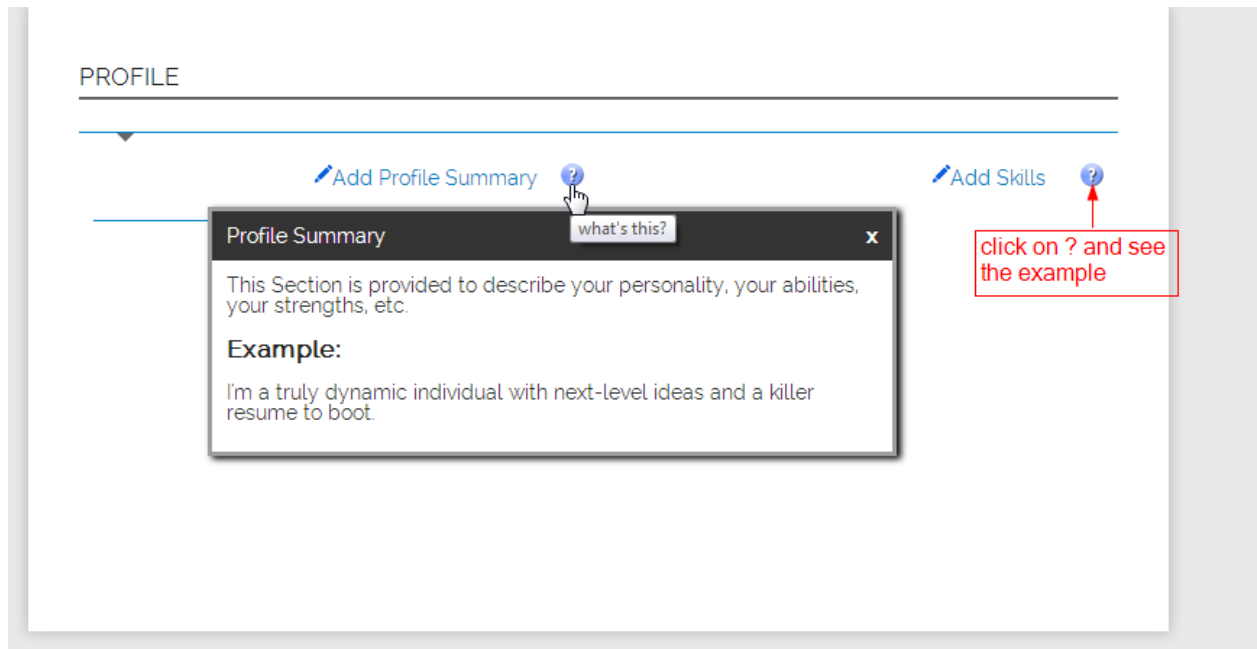 PROFILE
Add Profile Summary ? Add Skills ?
what's this?
Profile Summary x
This Section is provided to describe your personality, your abilities,
your strengths, etc.
Example:
I'm a truly dynamic individual with next-level ideas and a killer
resume to boot.
click on ? and see
the example